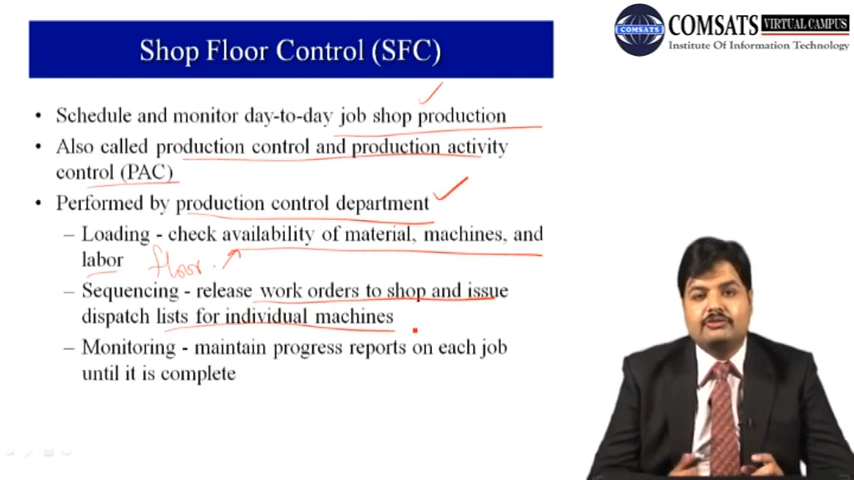 COMSATS VIRTUAL CAMPUS
COMSATS
Institute Of Information Technology
Shop Floor Control (SFC)
• Schedule and monitor day-to-day job shop production
• Also called production control and production activity
control (PAC)
• Performed by production control department
– Loading - check availability of material, machines, and
labor floor.
– Sequencing - release work orders to shop and issue
dispatch lists for individual machines
– Monitoring - maintain progress reports on each job
until it is complete